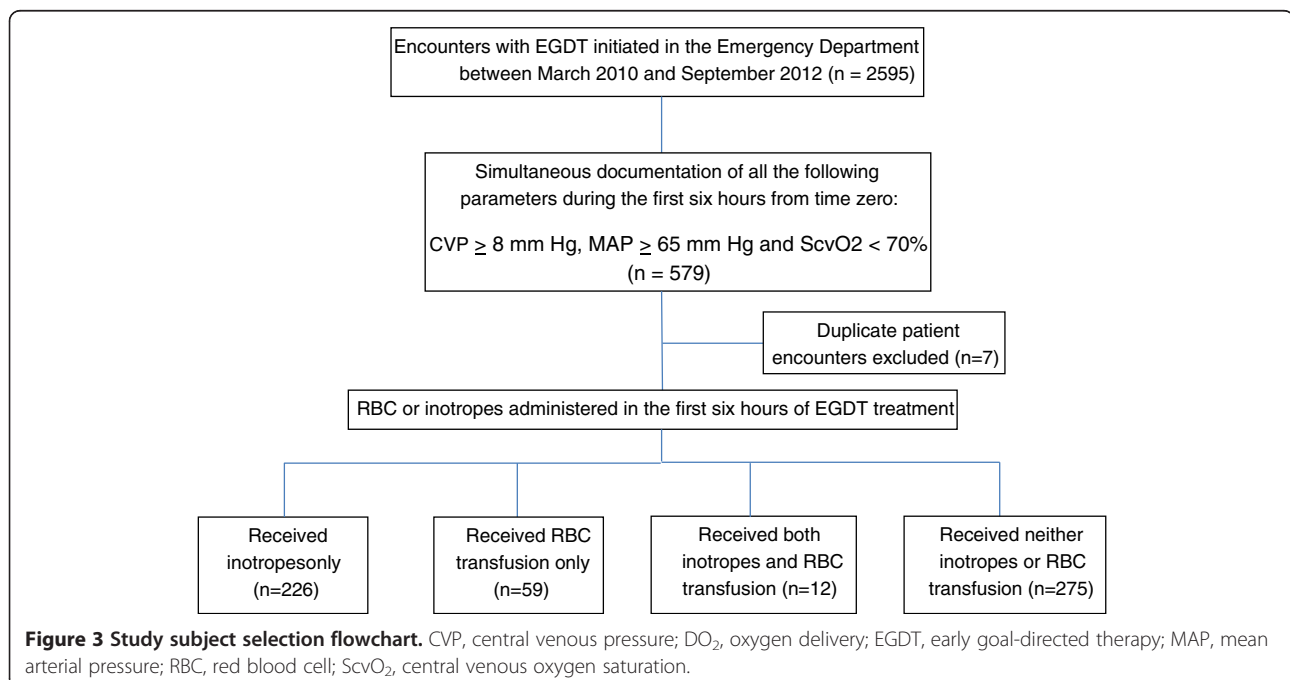 Encounters with EGDT initiated in the Emergency Department
between March 2010 and September 2012 (n = 2595)
Simultaneous documentation of all the following
parameters during the first six hours from time zero:
CVP ≥ 8 mm Hg, MAP ≥ 65 mm Hg and ScvO2 < 70%
(n = 579)
Duplicate patient
encounters excluded (n=7)
RBC or inotropes administered in the first six hours of EGDT treatment
Received
inotropesonly
(n=226)
Received RBC
transfusion only
(n=59)
Received both
inotropes and RBC
transfusion (n=12)
Received neither
inotropes or RBC
transfusion (n=275)
Figure 3 Study subject selection flowchart. CVP, central venous pressure; DO₂, oxygen delivery; EGDT, early goal-directed therapy; MAP, mean
arterial pressure; RBC, red blood cell; ScvO₂, central venous oxygen saturation.